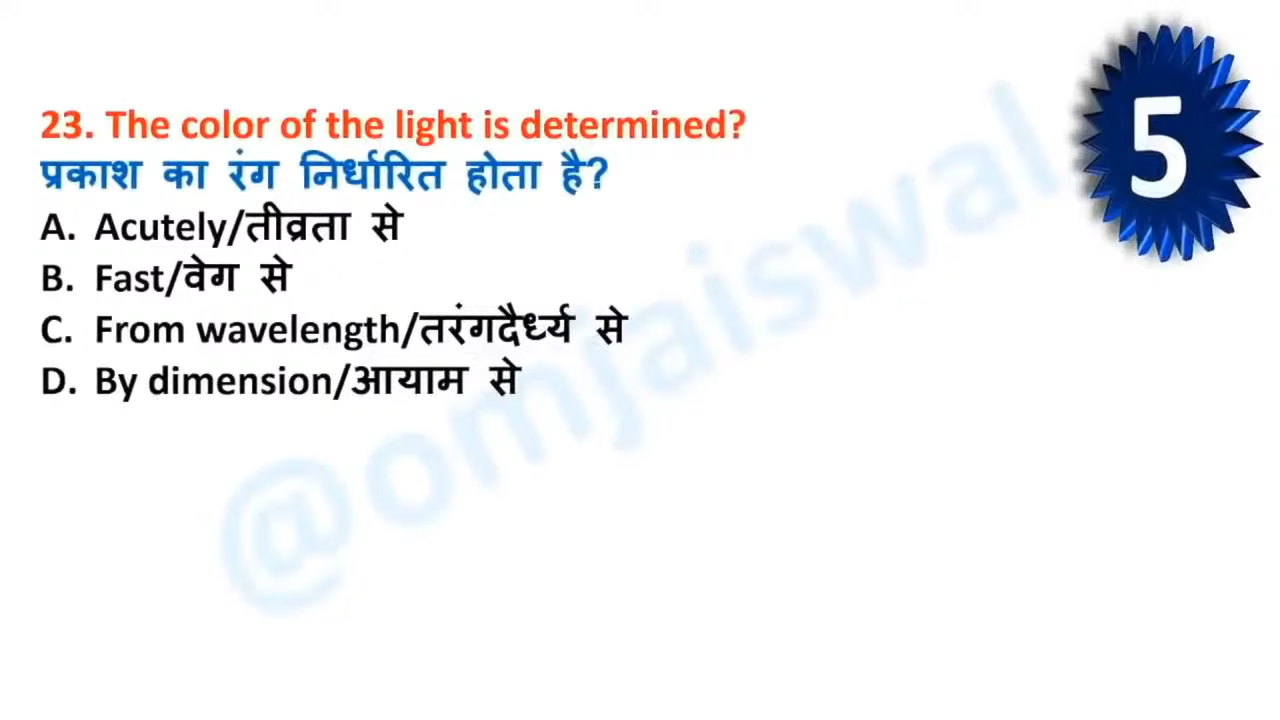 23. The color of the light is determined?
प्रकाश का रंग निर्धारित होता है?
A. Acutely/तीव्रता से
B. Fast/वेग से
C. From wavelength/तरंगदैर्ध्य से
D. By dimension/आयाम से
5
@omjaiswal